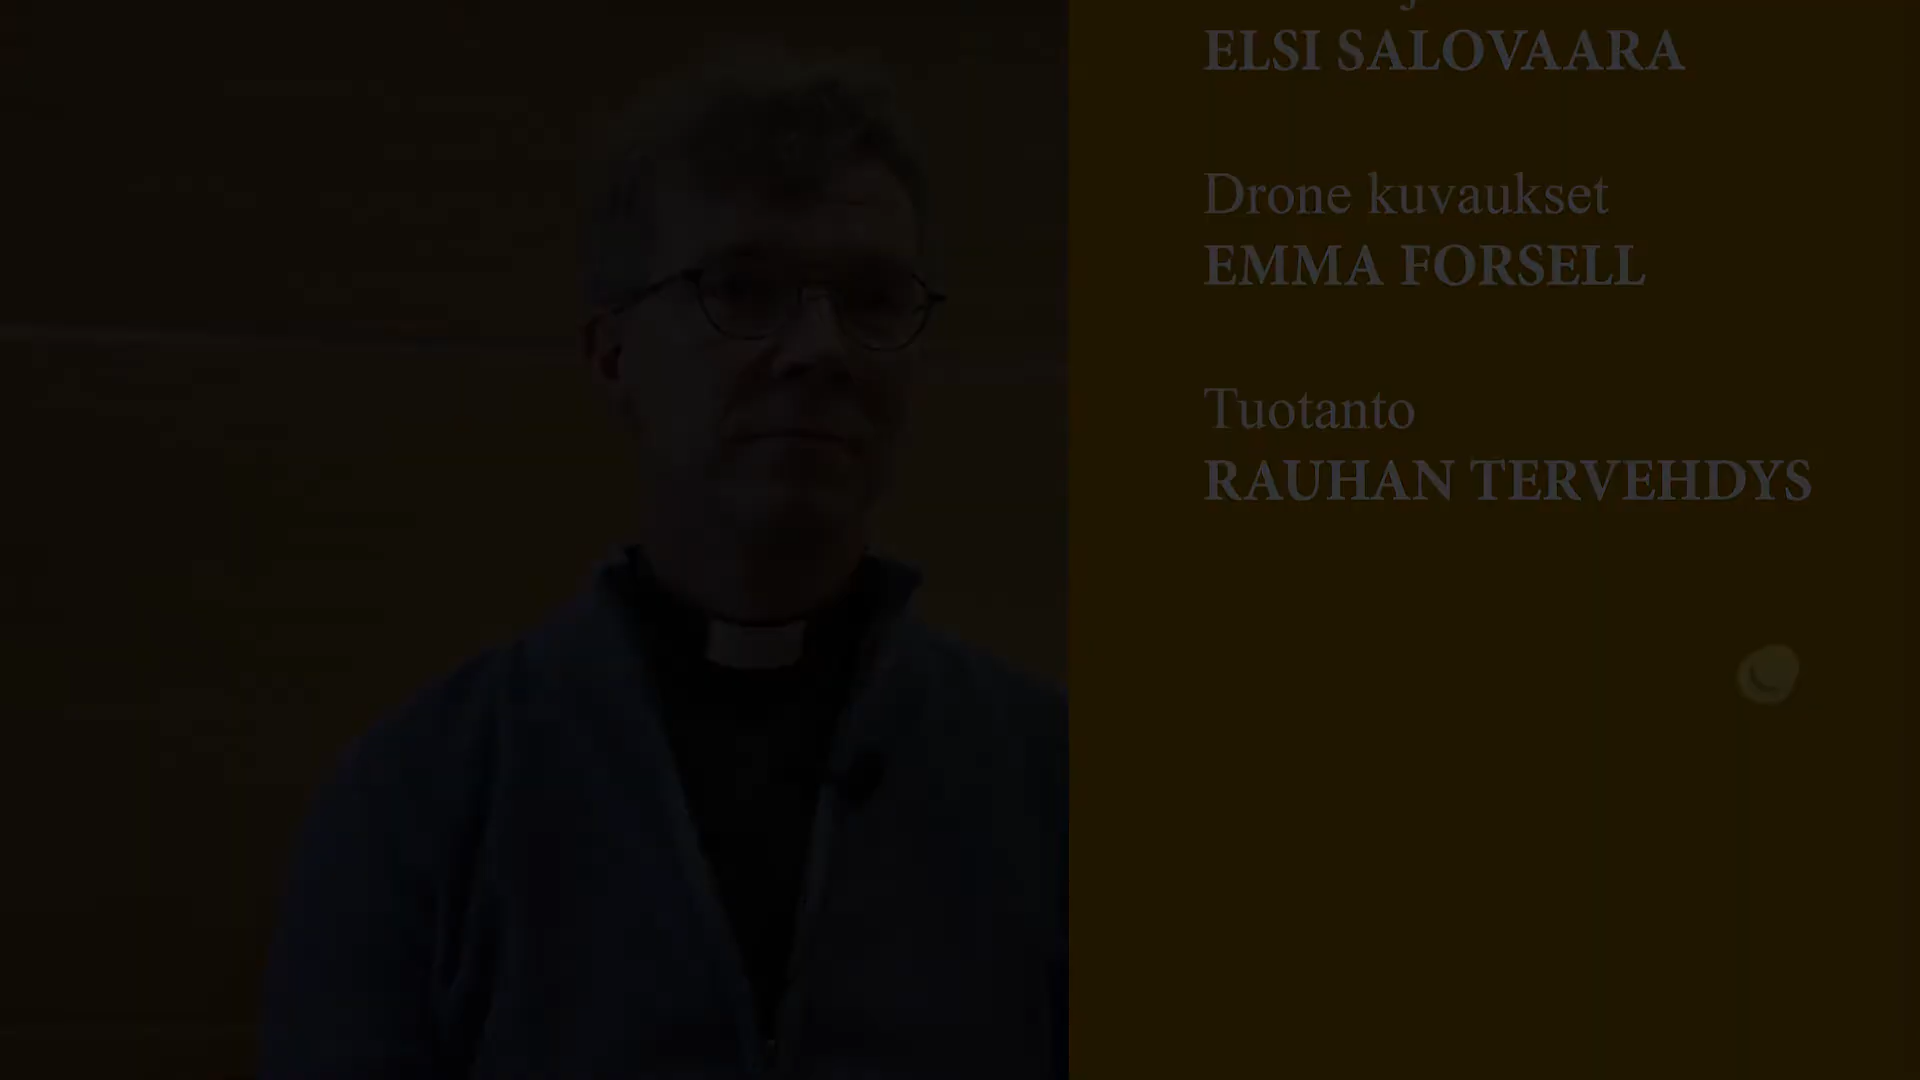 ELSI SALOVAARA
Drone kuvaukset
EMMA FORSELL
Tuotanto
RAUHAN TERVEHDYS